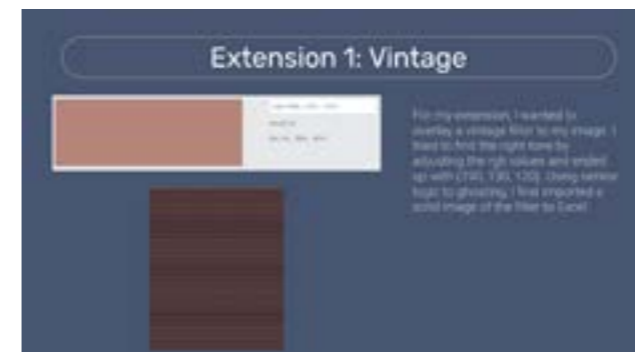 Extension 1: Vintage
For my extension, I wanted to
overlay a vintage filter to my image. I
tried to find the right tone by
adjusting the rgb values and ended
up with 130, 120). Using similar
logic to ghosting, I first imported a
solid image of the filter to Excel